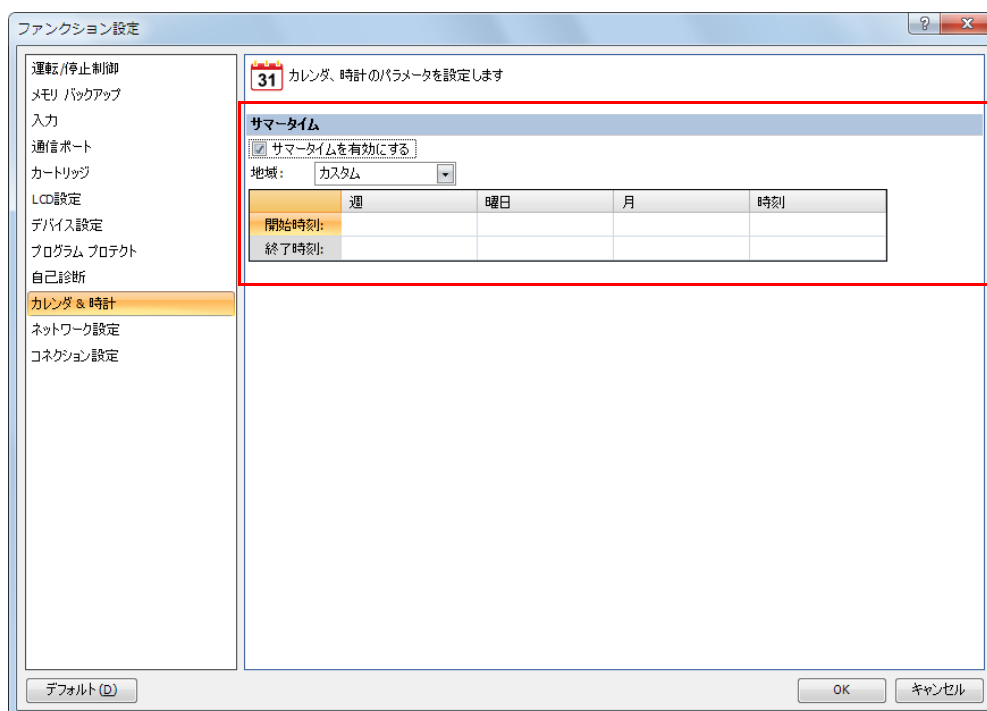 ファンクション設定
運転/停止制御
メモリ バックアップ
入力
通信ポート
カートリッジ
LCD設定
デバイス設定
プログラム プロテクト
自己診断
カレンダ & 時計
ネットワーク設定
コネクション設定
31 カレンダ、時計のパラメータを設定します
サマータイム
サマータイムを有効にする
地域: カスタム
週 曜日 月 時刻
開始時刻:
終了時刻:
デフォルト(D) OK キャンセル